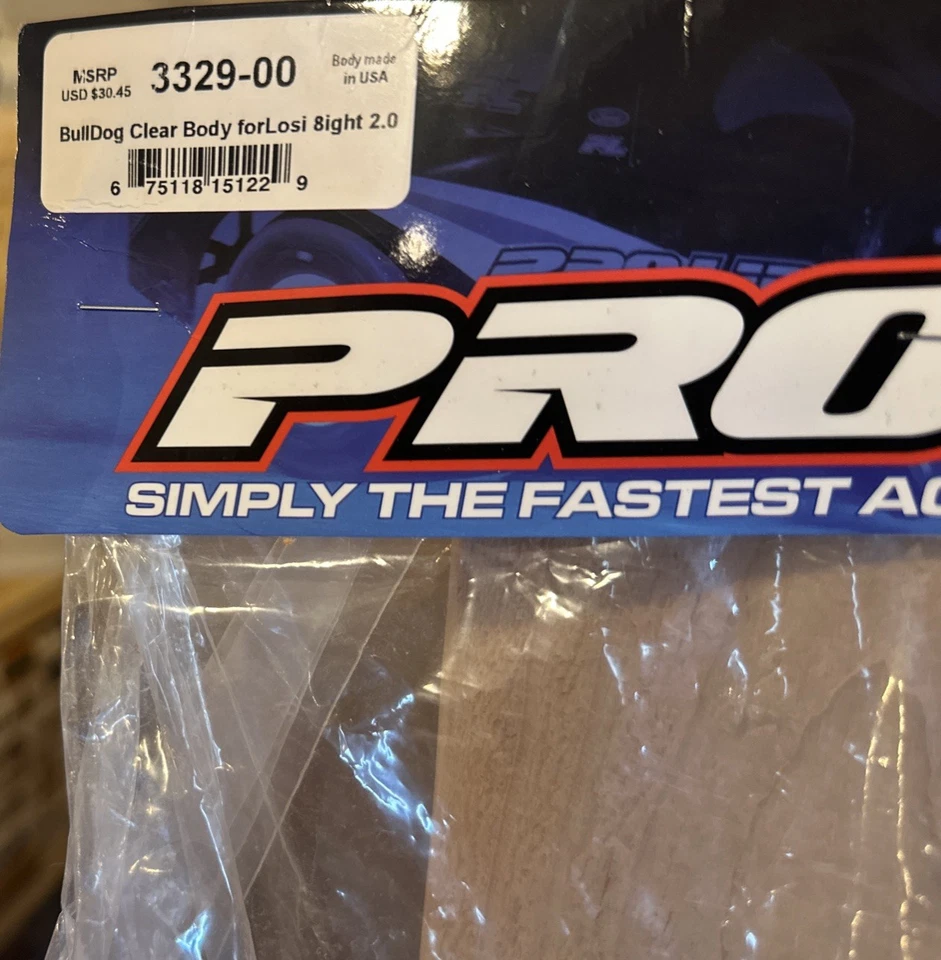 MSRP
USD $30.45
3329-00
Body made
in USA
BullDog Clear Body forLosi 8ight 2.0
6 75118 15122 9
PRO
SIMPLY THE FASTEST AC